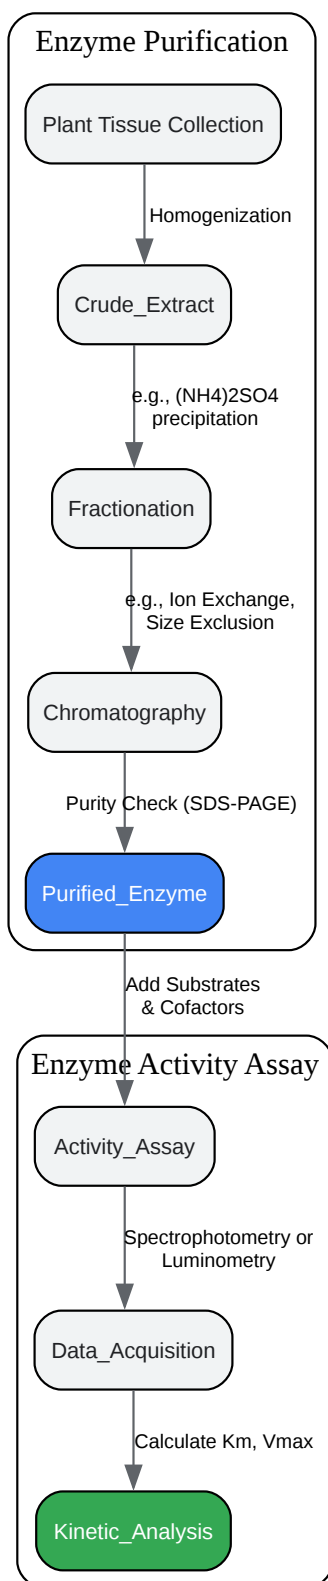 Enzyme Purification
Plant Tissue Collection
Homogenization
Crude_Extract
e.g., (NH4)2SO4
precipitation
Fractionation
e.g., Ion Exchange,
Size Exclusion
Chromatography
Purity Check (SDS-PAGE)
Purified_Enzyme
Add Substrates
& Cofactors
Enzyme Activity Assay
Activity_Assay
Spectrophotometry or
Luminometry
Data_Acquisition
Calculate Km, Vmax
Kinetic_Analysis